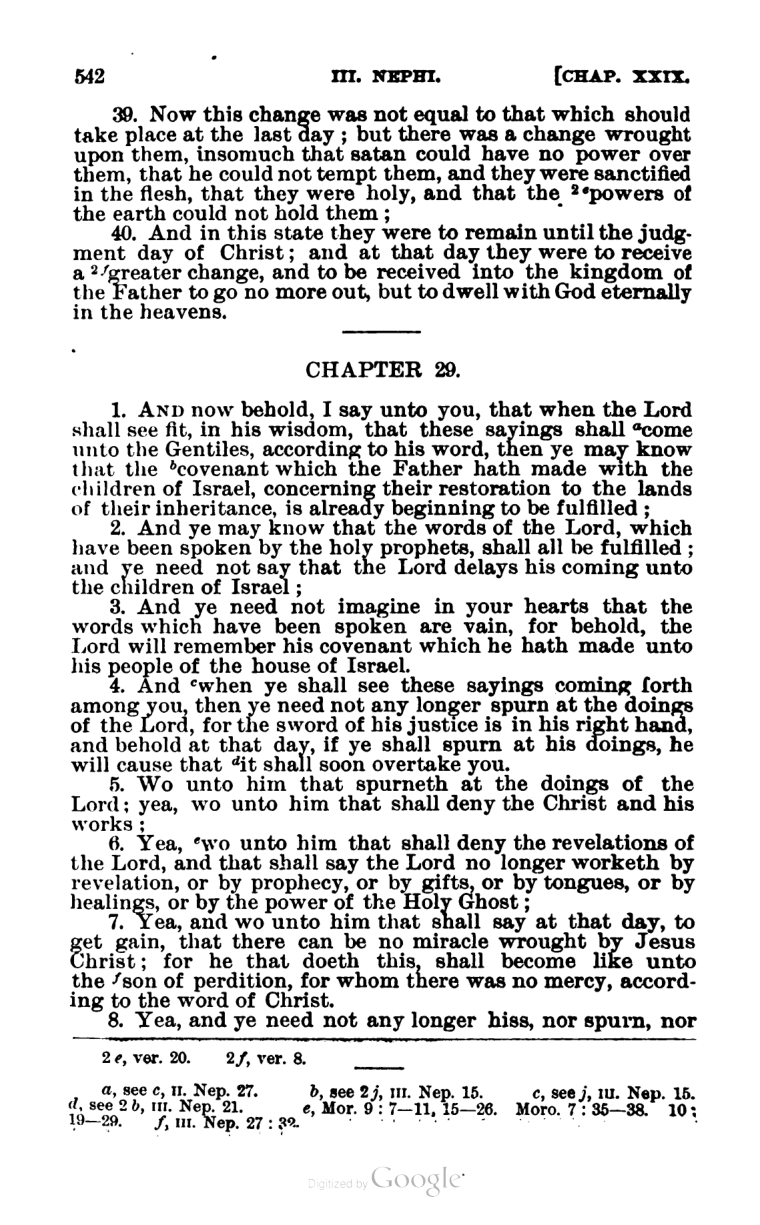 542 III. NEPHI. [CHAP. XXIX.
39. Now this change was not equal to that which should
take place at the last day ; but there was a change wrought
upon them, insomuch that satan could have no power over
them, that he could not tempt them, and they were sanctified
in the flesh, that they were holy, and that the 2 e powers of
the earth could not hold them ;
40. And in this state they were to remain until the judg-
ment day of Christ ; and at that day they were to receive
a 2 f greater change, and to be received into the kingdom of
the Father to go no more out, but to dwell with God eternally
in the heavens.
CHAPTER 29.
1. AND now behold, I say unto you, that when the Lord
shall see fit, in his wisdom, that these sayings shall a come
unto the Gentiles, according to his word, then ye may know
that the b covenant which the Father hath made with the
children of Israel, concerning their restoration to the lands
of their inheritance, is already beginning to be fulfilled ;
2. And ye may know that the words of the Lord, which
have been spoken by the holy prophets, shall all be fulfilled ;
and ye need not say that the Lord delays his coming unto
the children of Israel ;
3. And ye need not imagine in your hearts that the
words which have been spoken are vain, for behold, the
Lord will remember his covenant which he hath made unto
his people of the house of Israel.
4. And c when ye shall see these sayings coming forth
among you, then ye need not any longer spurn at the doings
of the Lord, for the sword of his justice is in his right hand,
and behold at that day, if ye shall spurn at his doings, he
will cause that d it shall soon overtake you.
5. Wo unto him that spurneth at the doings of the
Lord ; yea, wo unto him that shall deny the Christ and his
works ;
6. Yea, e wo unto him that shall deny the revelations of
the Lord, and that shall say the Lord no longer worketh by
revelation, or by prophecy, or by gifts, or by tongues, or by
healings, or by the power of the Holy Ghost ;
7. Yea, and wo unto him that shall say at that day, to
get gain, that there can be no miracle wrought by Jesus
Christ ; for he that doeth this, shall become like unto
the f son of perdition, for whom there was no mercy, accord-
ing to the word of Christ.
8. Yea, and ye need not any longer hiss, nor spurn, nor
2 e, ver. 20. 2 f, ver. 8.
a, see c, II. Nep. 27. b, see 2 j, III. Nep. 15. c, see j, III. Nep. 15.
d, see 2 b, III. Nep. 21. e, Mor. 9 : 7—11, 15—26. Moro. 7 : 35—38. 10 :
19—29. f, III. Nep. 27 : 32.
Digitized by Google